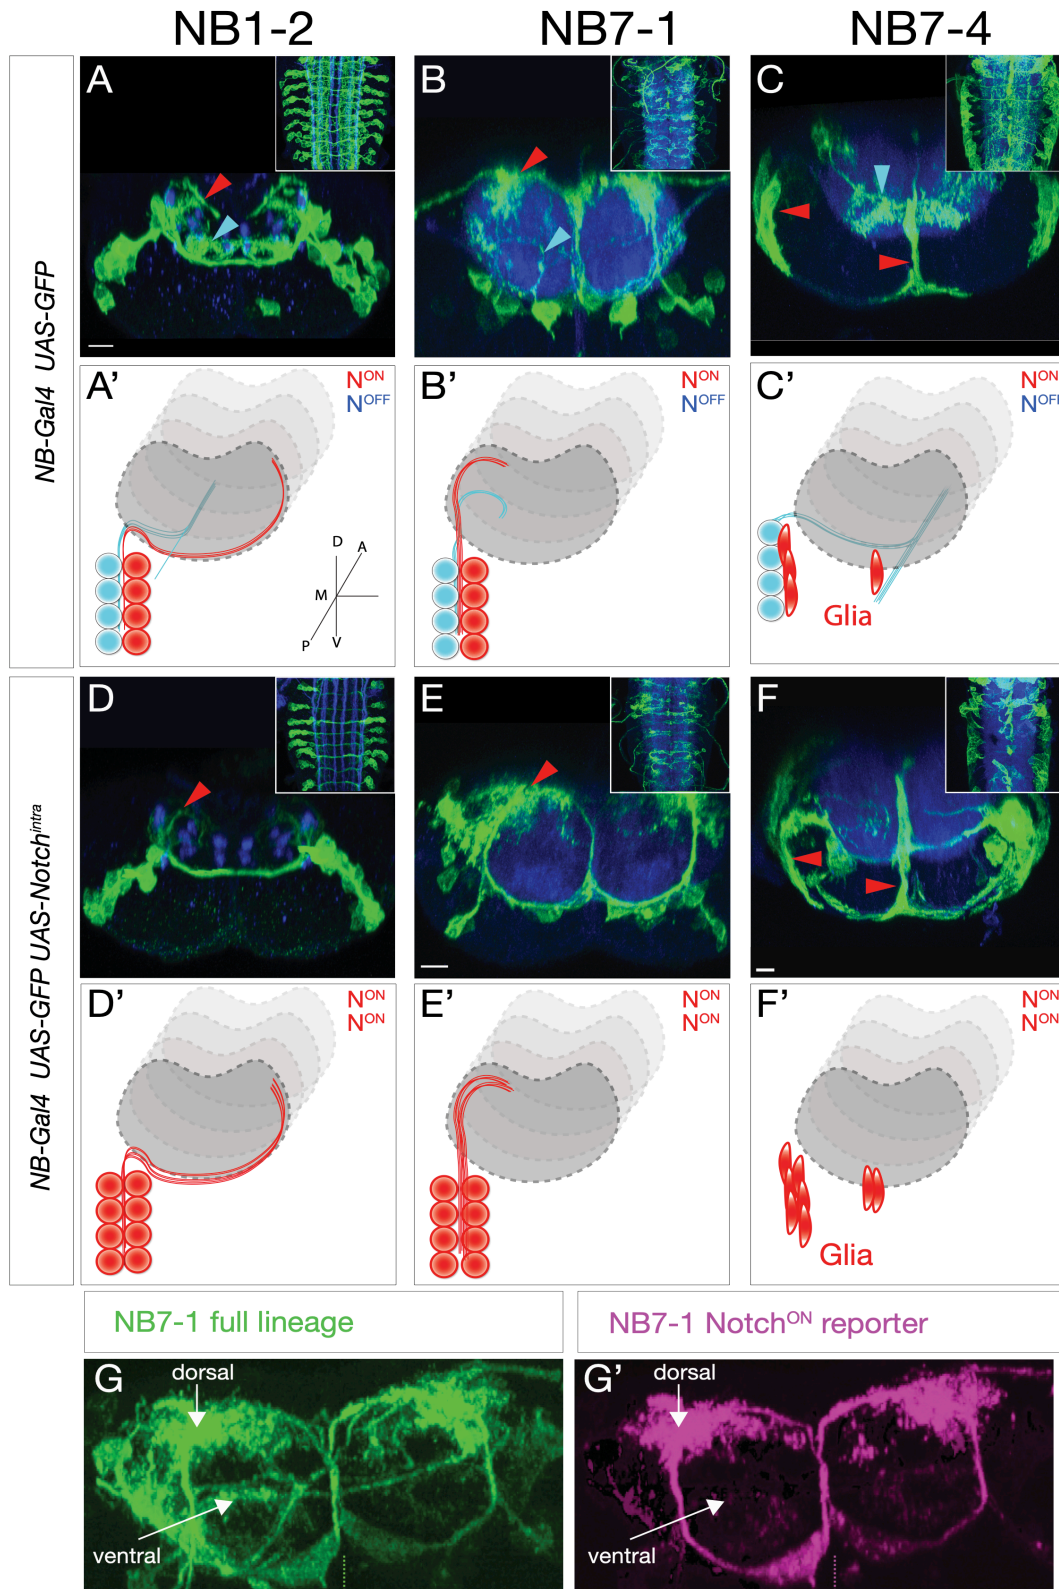 NB1-2 NB7-1 NB7-4
NB-Gal4 UAS-GFP
A
B
C
A'
NON
NOFF
D
A
M
P
V
B'
NON
NOFF
C'
NON
NOFF
Glia
NB-Gal4 UAS-GFP UAS-Notchintra
D
E
F
D'
NON
NON
E'
NON
NON
F'
NON
NON
Glia
NB7-1 full lineage
NB7-1 NotchON reporter
G
dorsal
ventral
G'
dorsal
ventral